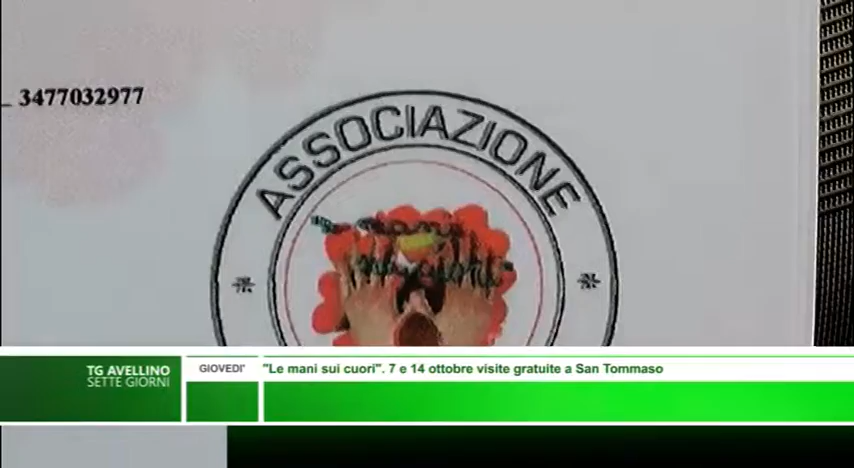 3477032977
ASSOCIAZIONE
TG AVELLINO
SETTE GIORNI
GIOVEDI'
"Le mani sui cuori". 7 e 14 ottobre visite gratuite a San Tommaso